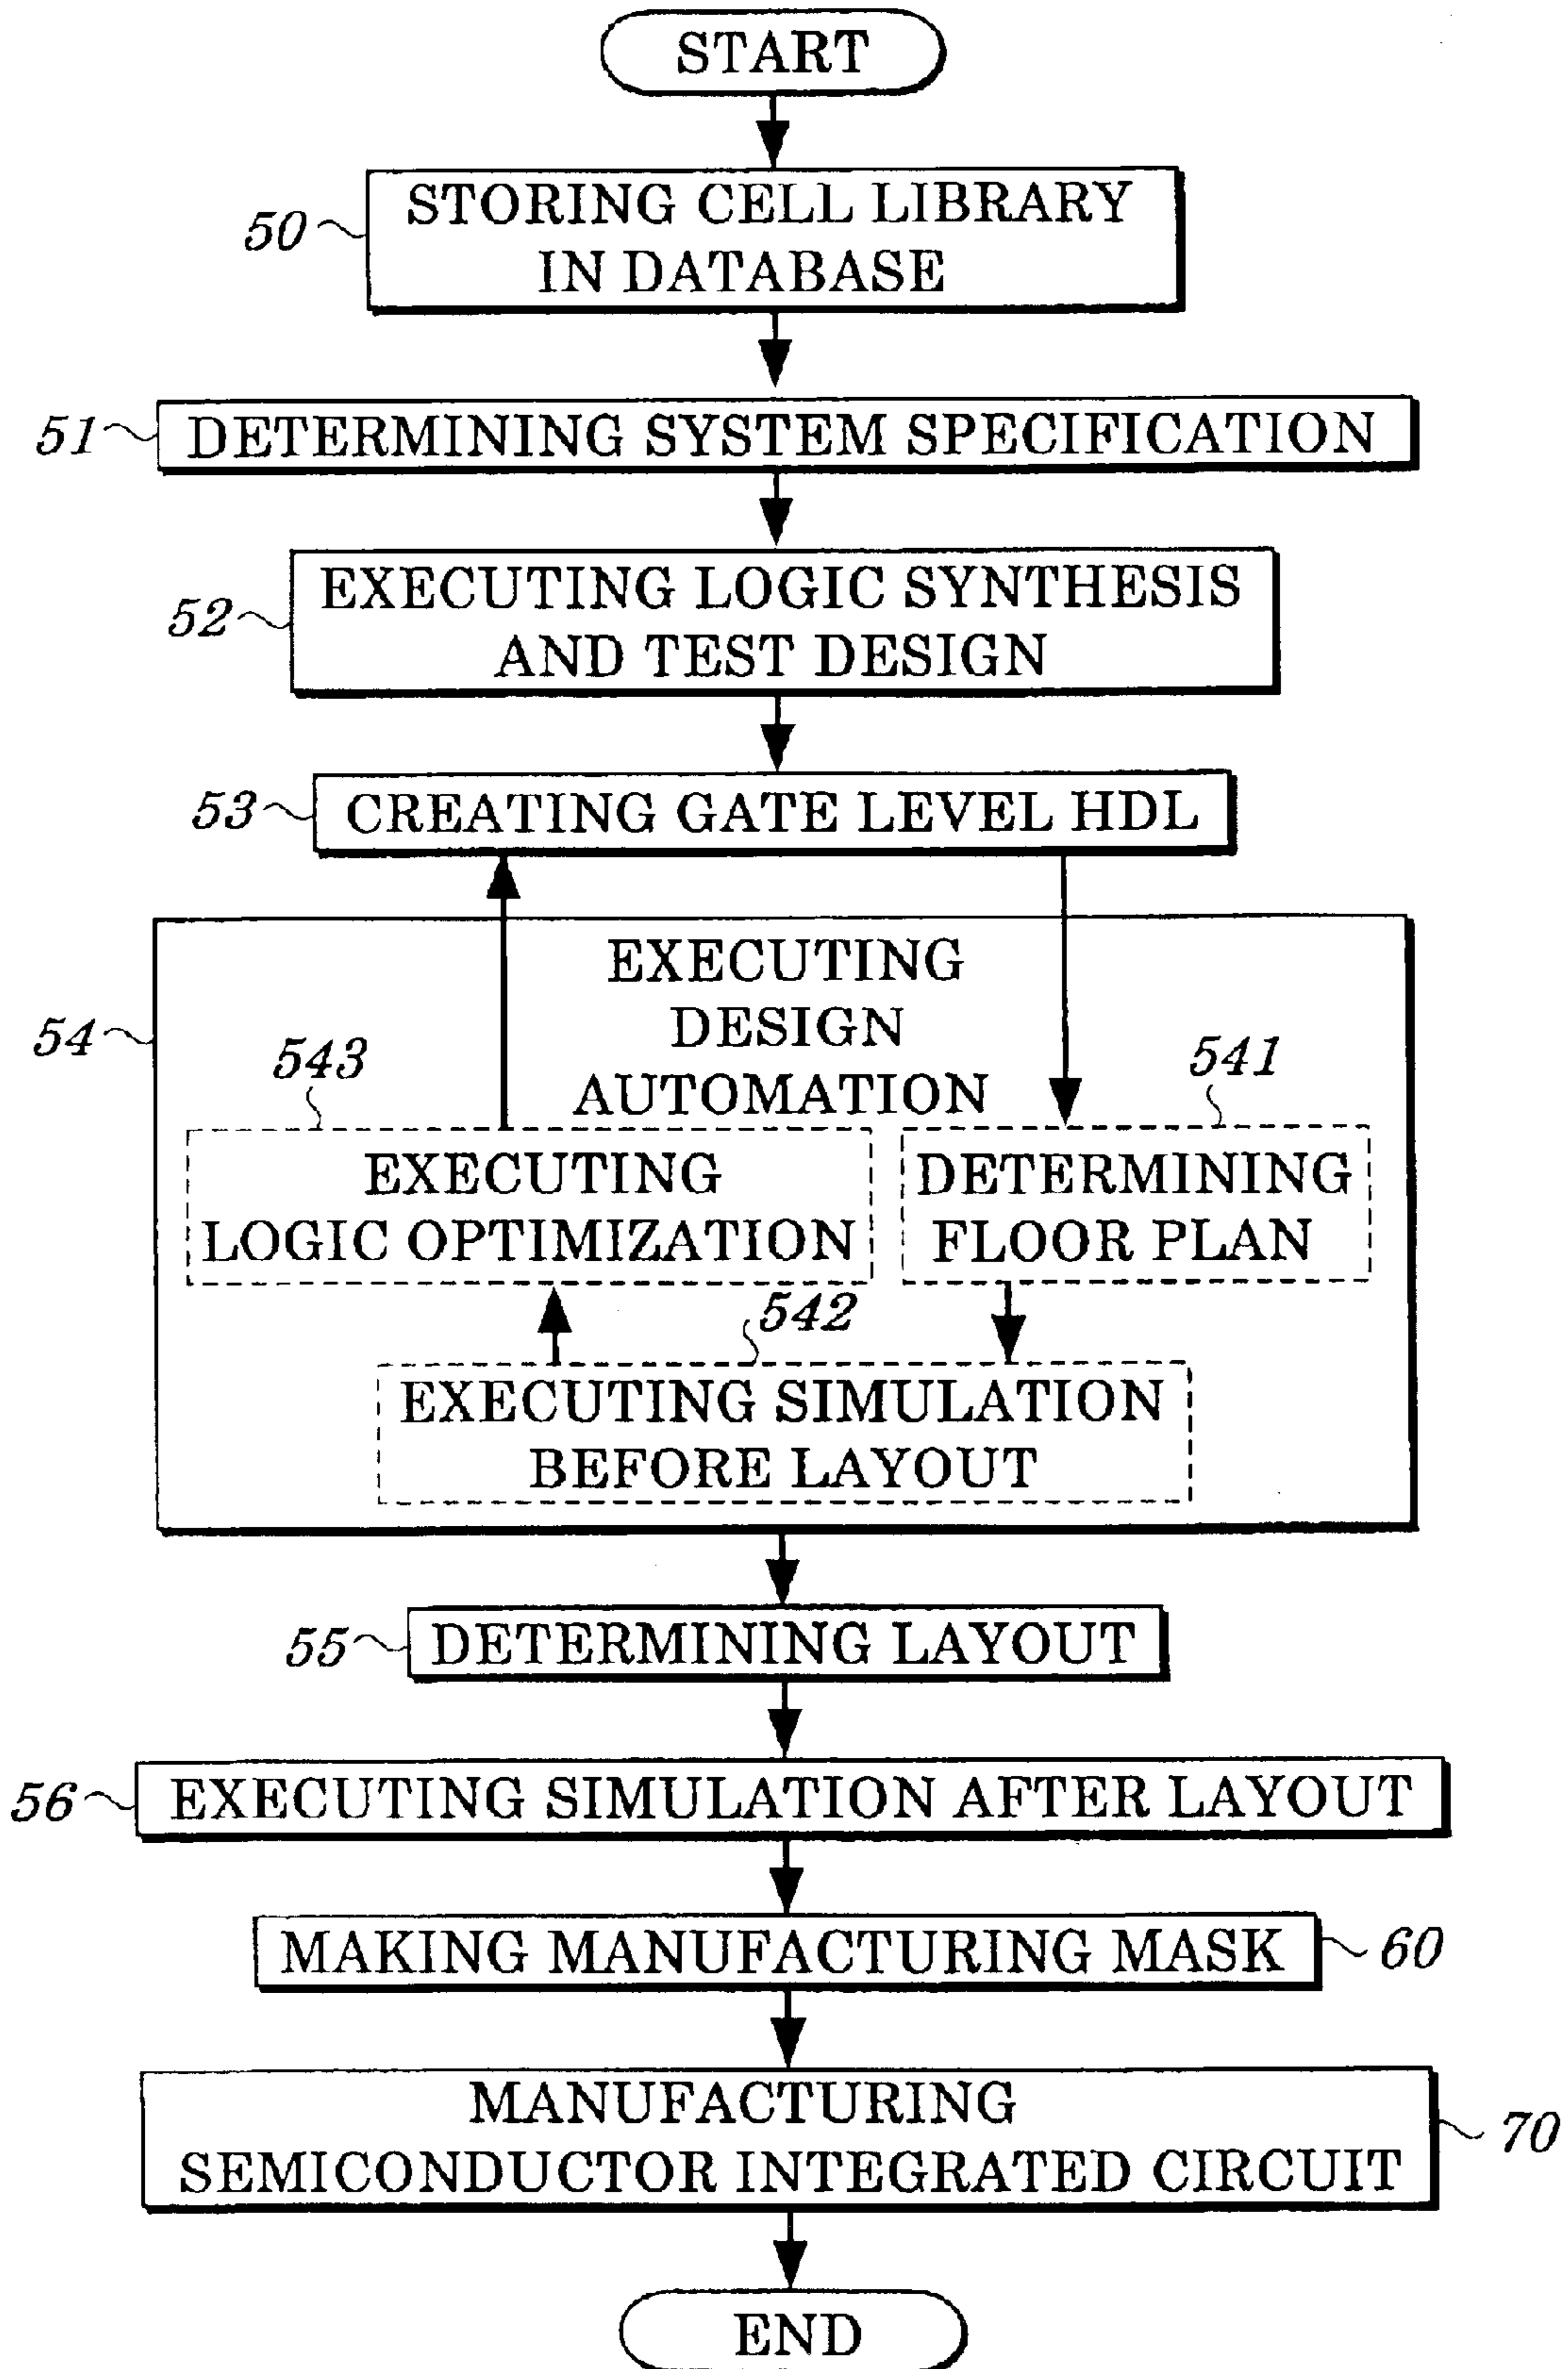 START
50
STORING CELL LIBRARY
IN DATABASE
51
DETERMINING SYSTEM SPECIFICATION
52
EXECUTING LOGIC SYNTHESIS
AND TEST DESIGN
53
CREATING GATE LEVEL HDL
54
EXECUTING
DESIGN
AUTOMATION
543
EXECUTING
LOGIC OPTIMIZATION
541
DETERMINING
FLOOR PLAN
542
EXECUTING SIMULATION
BEFORE LAYOUT
55
DETERMINING LAYOUT
56
EXECUTING SIMULATION AFTER LAYOUT
MAKING MANUFACTURING MASK
60
MANUFACTURING
SEMICONDUCTOR INTEGRATED CIRCUIT
70
END